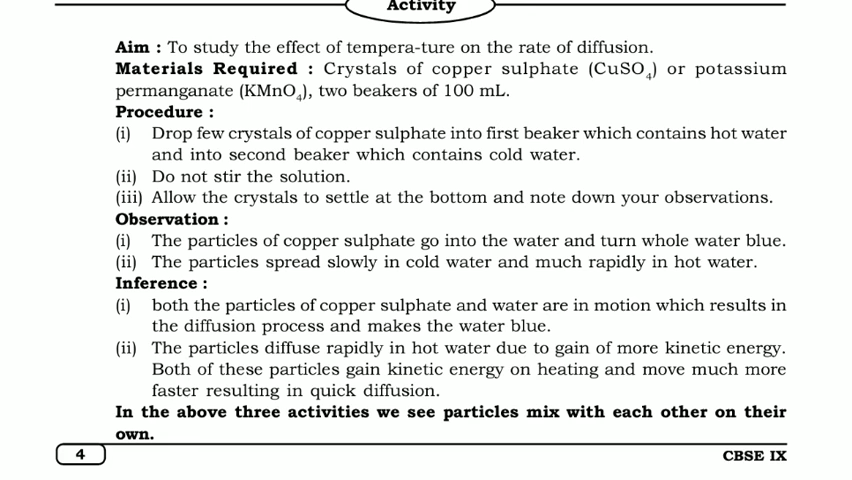 Activity
Aim : To study the effect of tempera-ture on the rate of diffusion.
Materials Required : Crystals of copper sulphate (CuSO₄) or potassium
permanganate (KMnO₄), two beakers of 100 mL.
Procedure :
(i) Drop few crystals of copper sulphate into first beaker which contains hot water
and into second beaker which contains cold water.
(ii) Do not stir the solution.
(iii) Allow the crystals to settle at the bottom and note down your observations.
Observation :
(i) The particles of copper sulphate go into the water and turn whole water blue.
(ii) The particles spread slowly in cold water and much rapidly in hot water.
Inference :
(i) both the particles of copper sulphate and water are in motion which results in
the diffusion process and makes the water blue.
(ii) The particles diffuse rapidly in hot water due to gain of more kinetic energy.
Both of these particles gain kinetic energy on heating and move much more
faster resulting in quick diffusion.
In the above three activities we see particles mix with each other on their
own.
4
CBSE IX